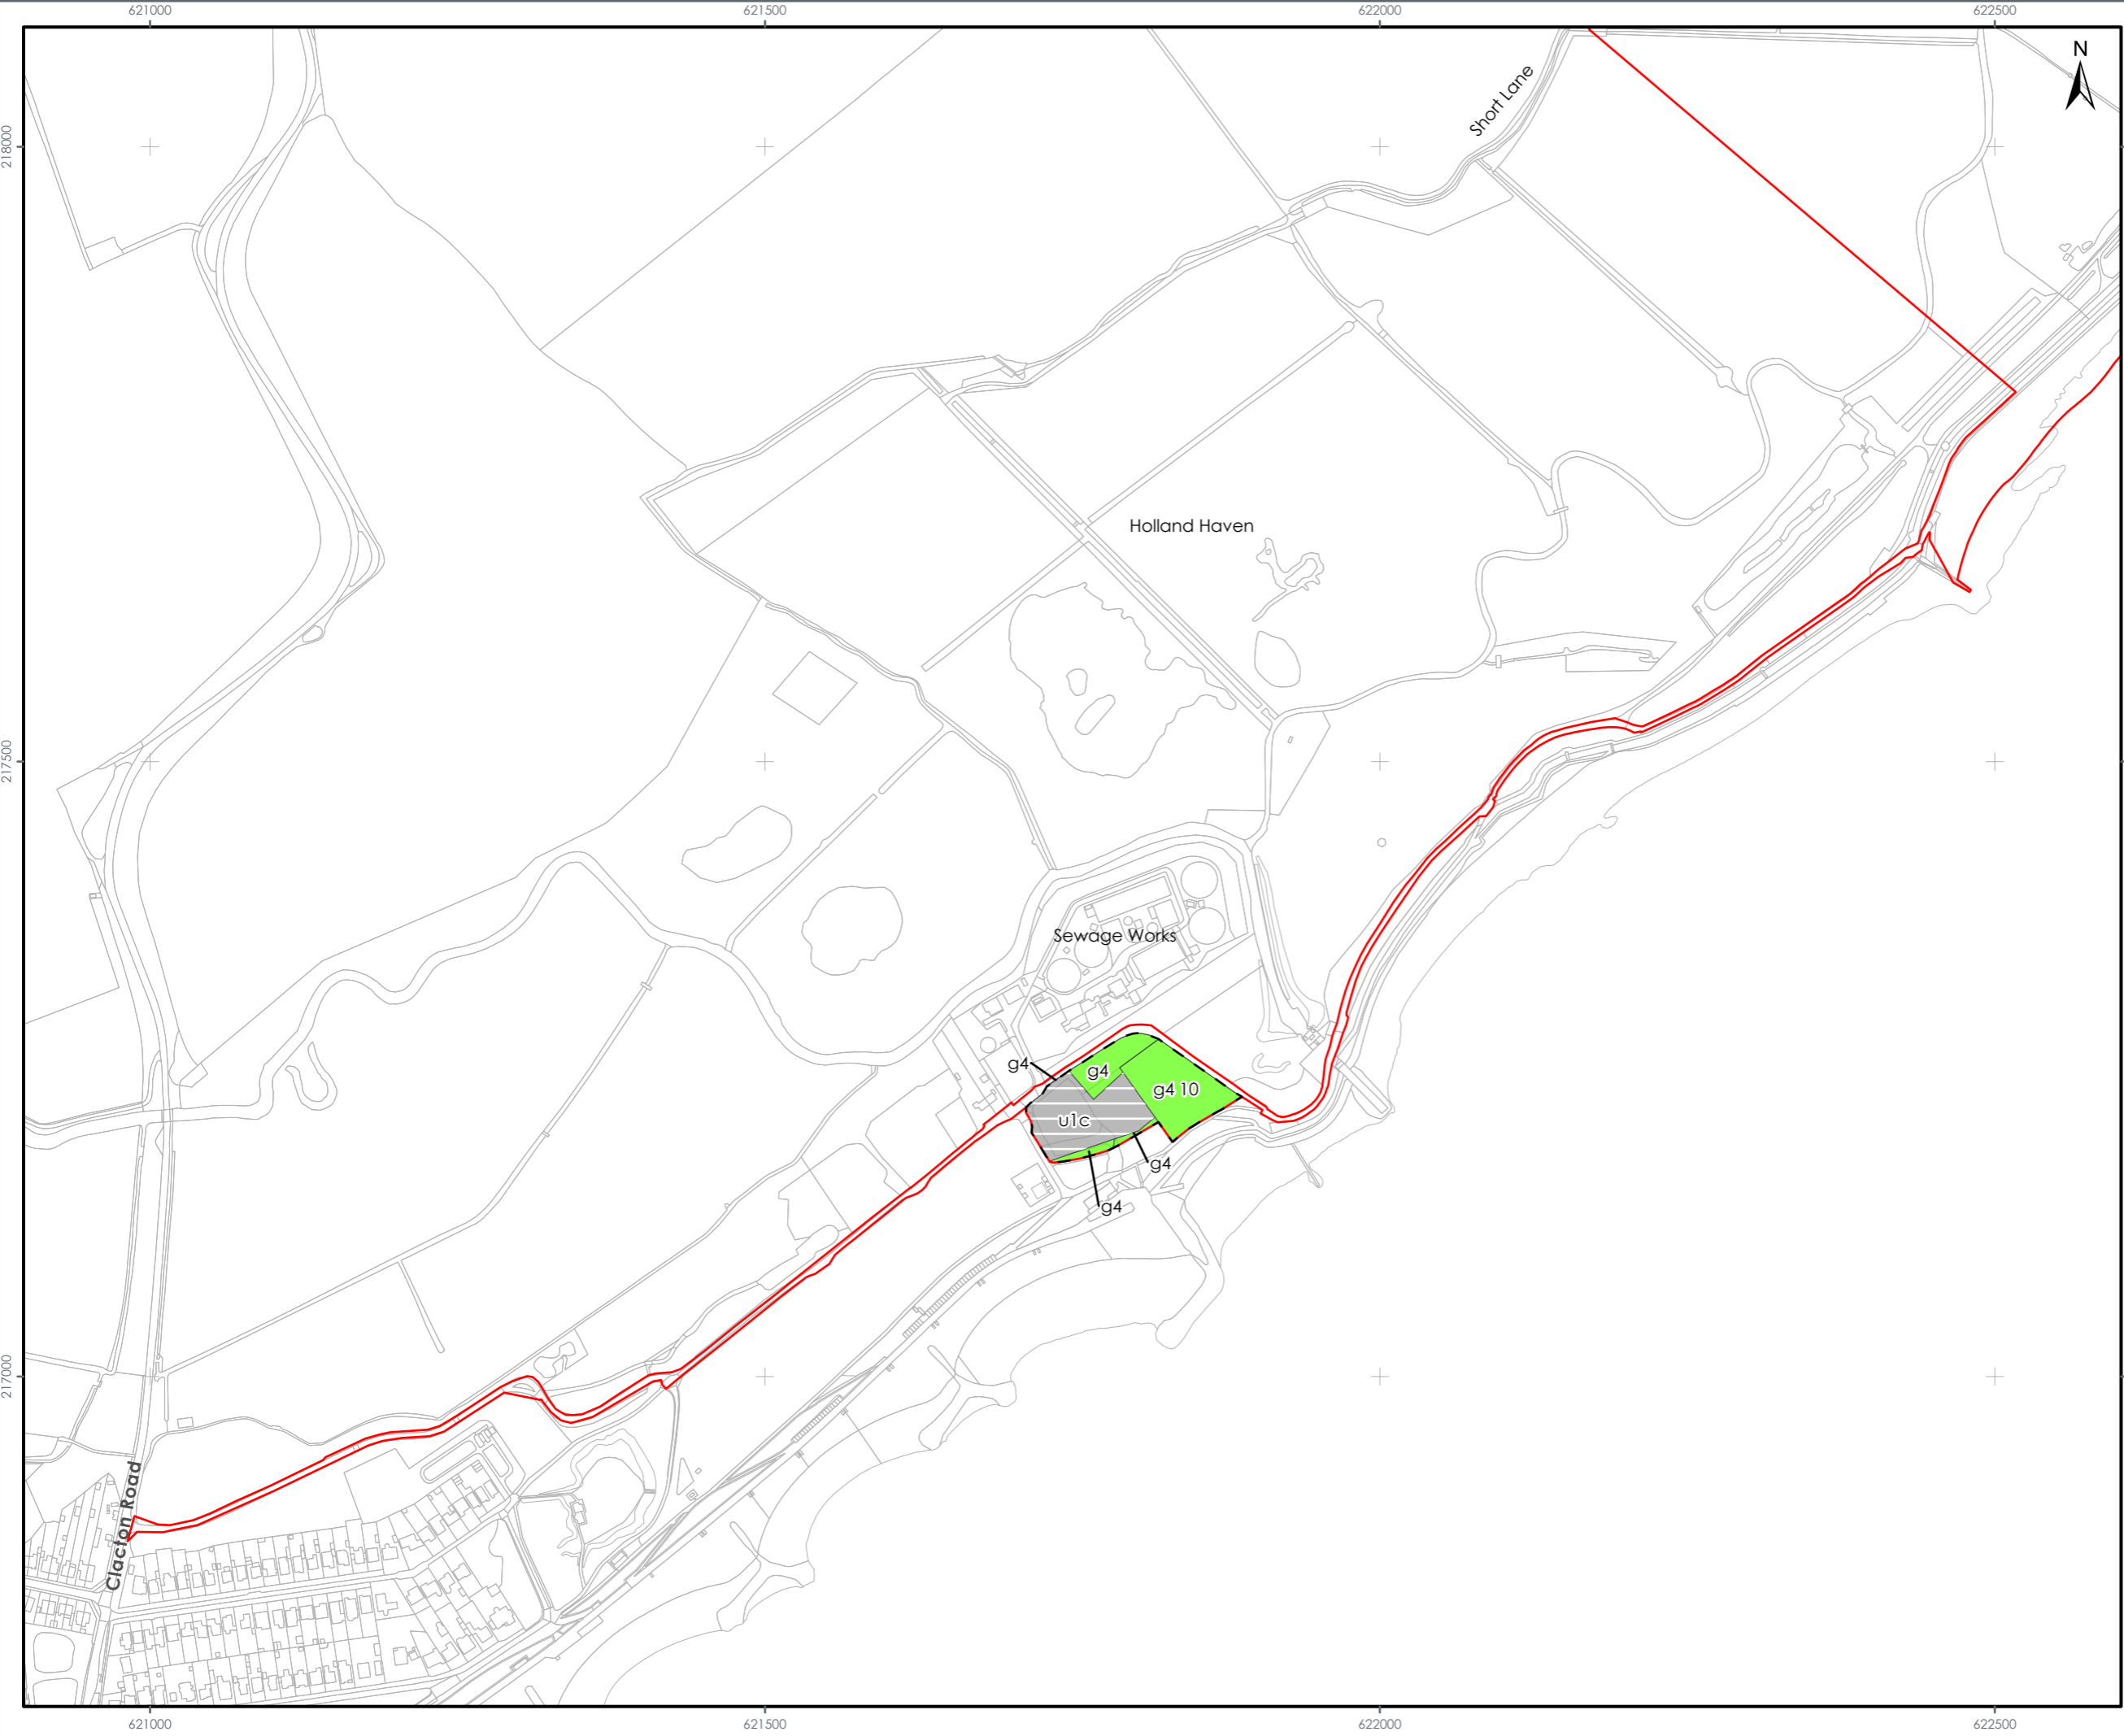 621000
621500
622000
622500
N
Short Lane
218000
Holland Haven
217500
Sewage Works
g4
g4
g4 10
u1c
g4
g4
217000
Clacton Road
621000
621500
622000
622500